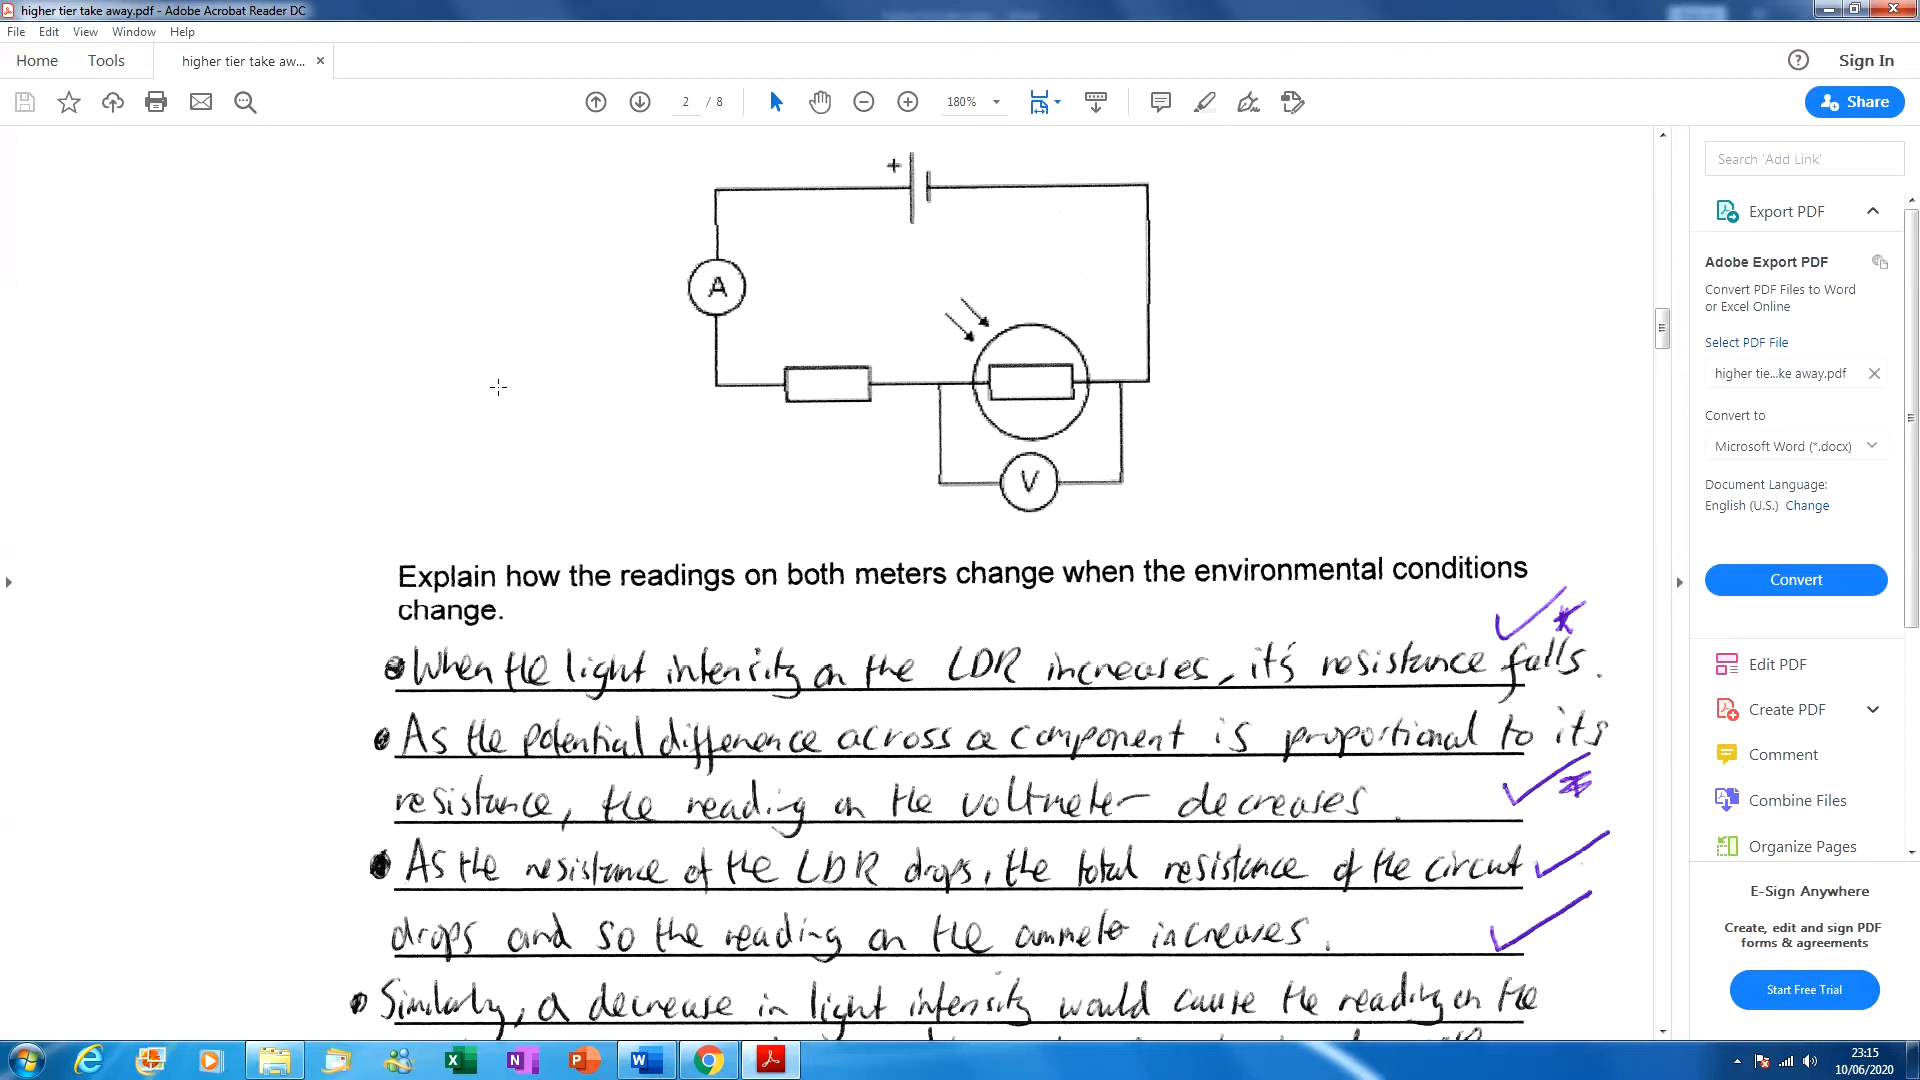 higher tier take away.pdf - Adobe Acrobat Reader DC
File Edit View Window Help
Home Tools higher tier take aw... Sign In
2 / 8 180% Share
Search 'Add Link'
Export PDF
Adobe Export PDF
Convert PDF Files to Word
or Excel Online
Select PDF File
higher tie...ke away.pdf
Convert to
Microsoft Word (*.docx)
Document Language:
English (U.S.) Change
Convert
Edit PDF
Create PDF
Comment
Combine Files
Organize Pages
E-Sign Anywhere
Create, edit and sign PDF
forms & agreements
Start Free Trial
+
A
V
Explain how the readings on both meters change when the environmental conditions
change.
When the light intensity on the LDR increases, it's resistance falls.
As the potential difference across a component is proportional to its
resistance, the reading on the voltmeter decreases.
As the resistance of the LDR drops, the total resistance of the circuit
drops and so the reading on the ammeter increases.
Similarly, a decrease in light intensity would cause the reading on the
23:15
10/06/2020